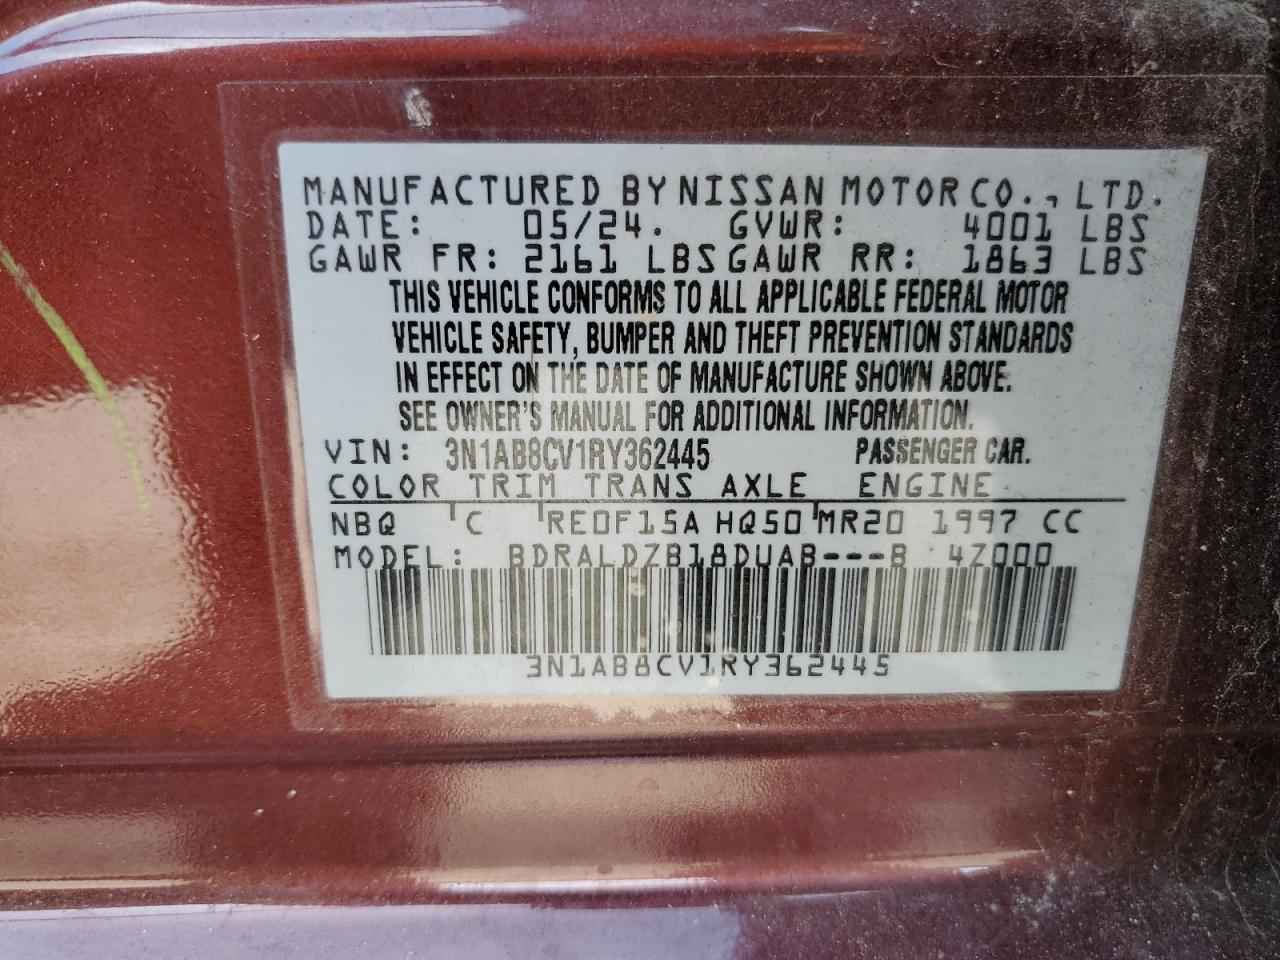 MANUFACTURED BY NISSAN MOTOR CO., LTD.
DATE: 05/24. GVWR: 4001 LBS
GAWR FR: 2161 LBS GAWR RR: 1863 LBS
THIS VEHICLE CONFORMS TO ALL APPLICABLE FEDERAL MOTOR
VEHICLE SAFETY, BUMPER AND THEFT PREVENTION STANDARDS
IN EFFECT ON THE DATE OF MANUFACTURE SHOWN ABOVE.
SEE OWNER'S MANUAL FOR ADDITIONAL INFORMATION.
VIN: 3N1AB8CV1RY362445 PASSENGER CAR.
COLOR TRIM TRANS AXLE ENGINE
NBQ C RE0F15A HQ50 MR20 1997 CC
MODEL: BDRALDZB18DUAB---B 4Z000
3N1AB8CV1RY362445